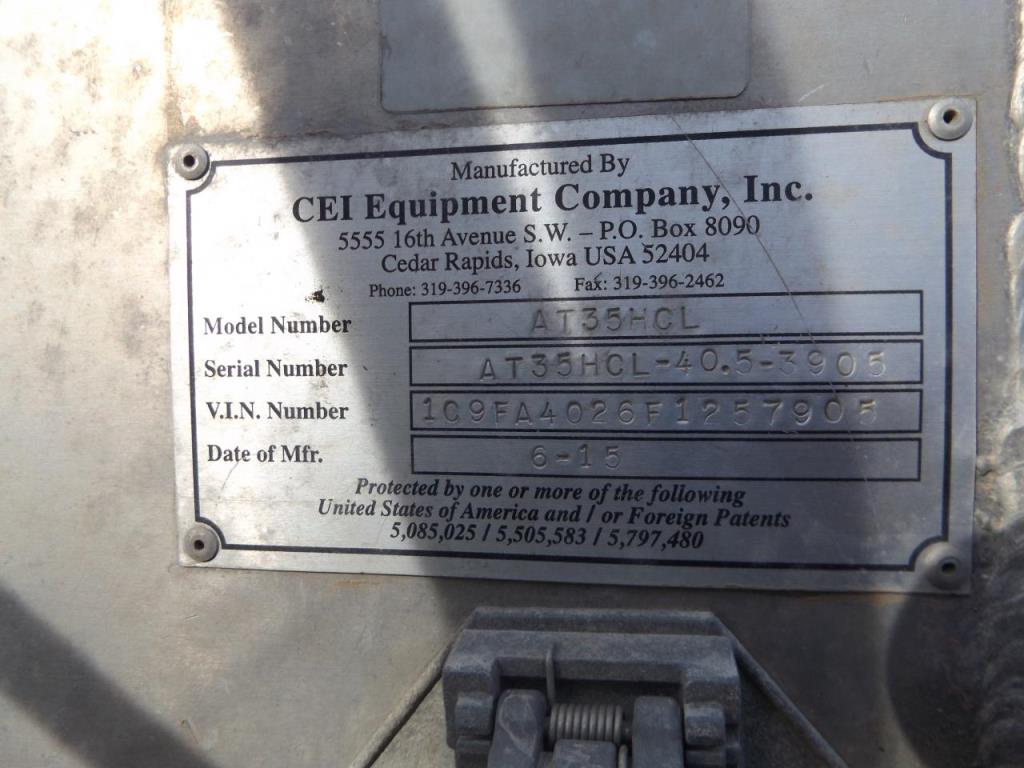 Manufactured By
CEI Equipment Company, Inc.
5555 16th Avenue S.W. – P.O. Box 8090
Cedar Rapids, Iowa USA 52404
Phone: 319-396-7336 Fax: 319-396-2462
Model Number AT35HCL
Serial Number AT35HCL-40.5-3905
V.I.N. Number 1C9FA4026F1257905
Date of Mfr. 6-15
Protected by one or more of the following
United States of America and / or Foreign Patents
5,085,025 / 5,505,583 / 5,797,480